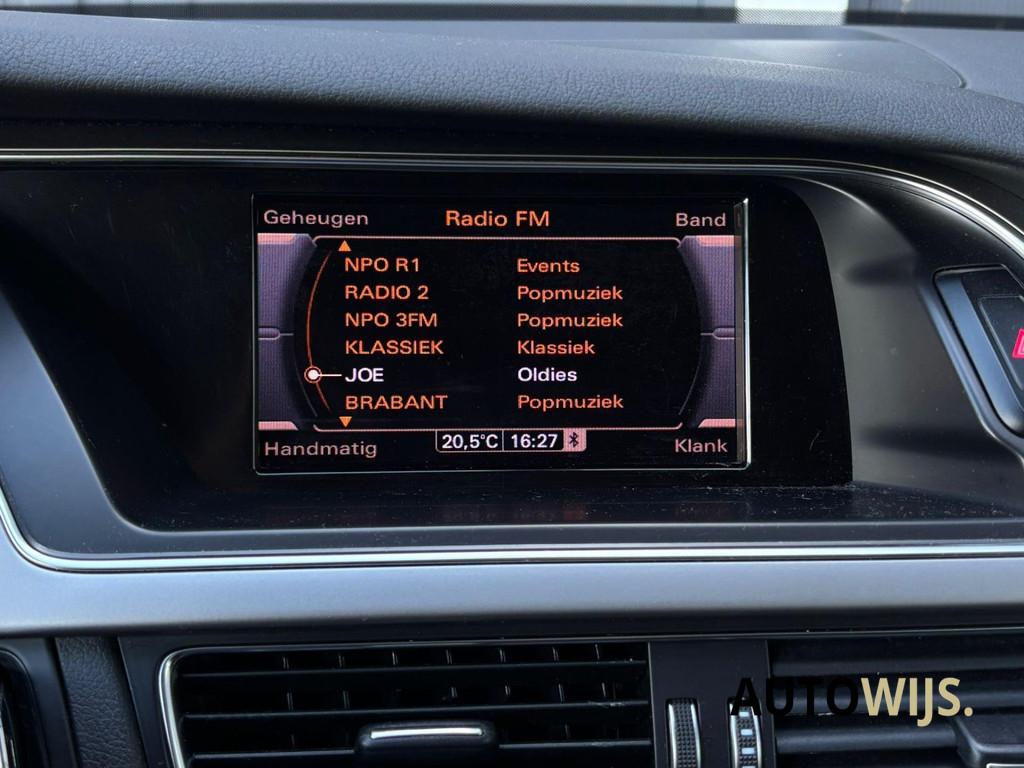 Geheugen Radio FM Band
NPO R1 Events
RADIO 2 Popmuziek
NPO 3FM Popmuziek
KLASSIEK Klassiek
JOE Oldies
BRABANT Popmuziek
Handmatig 20,5°C 16:27 Klank
AUTOWIJS.